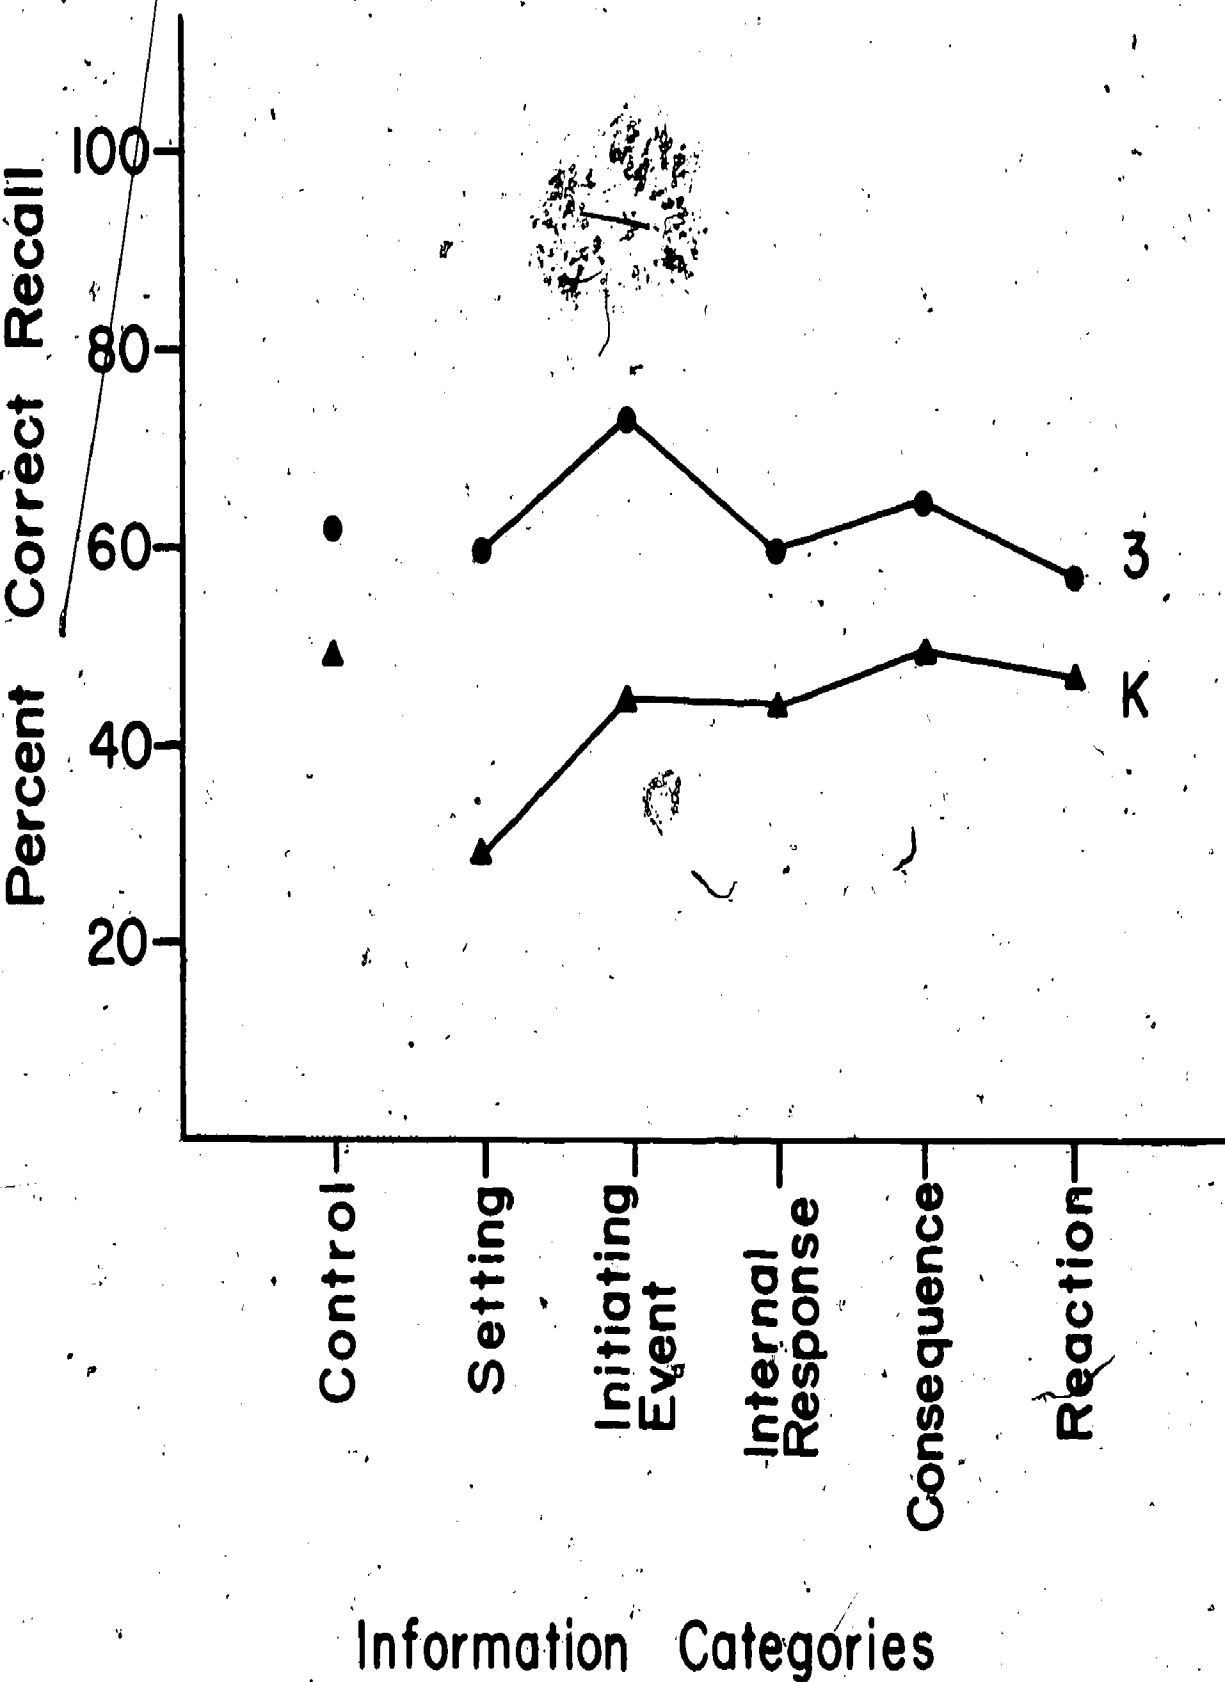 Percent Correct Recall
100
80
60
40
20
3
K
Control
Setting
Initiating
Event
Internal
Response
Consequence
Reaction
Information Categories